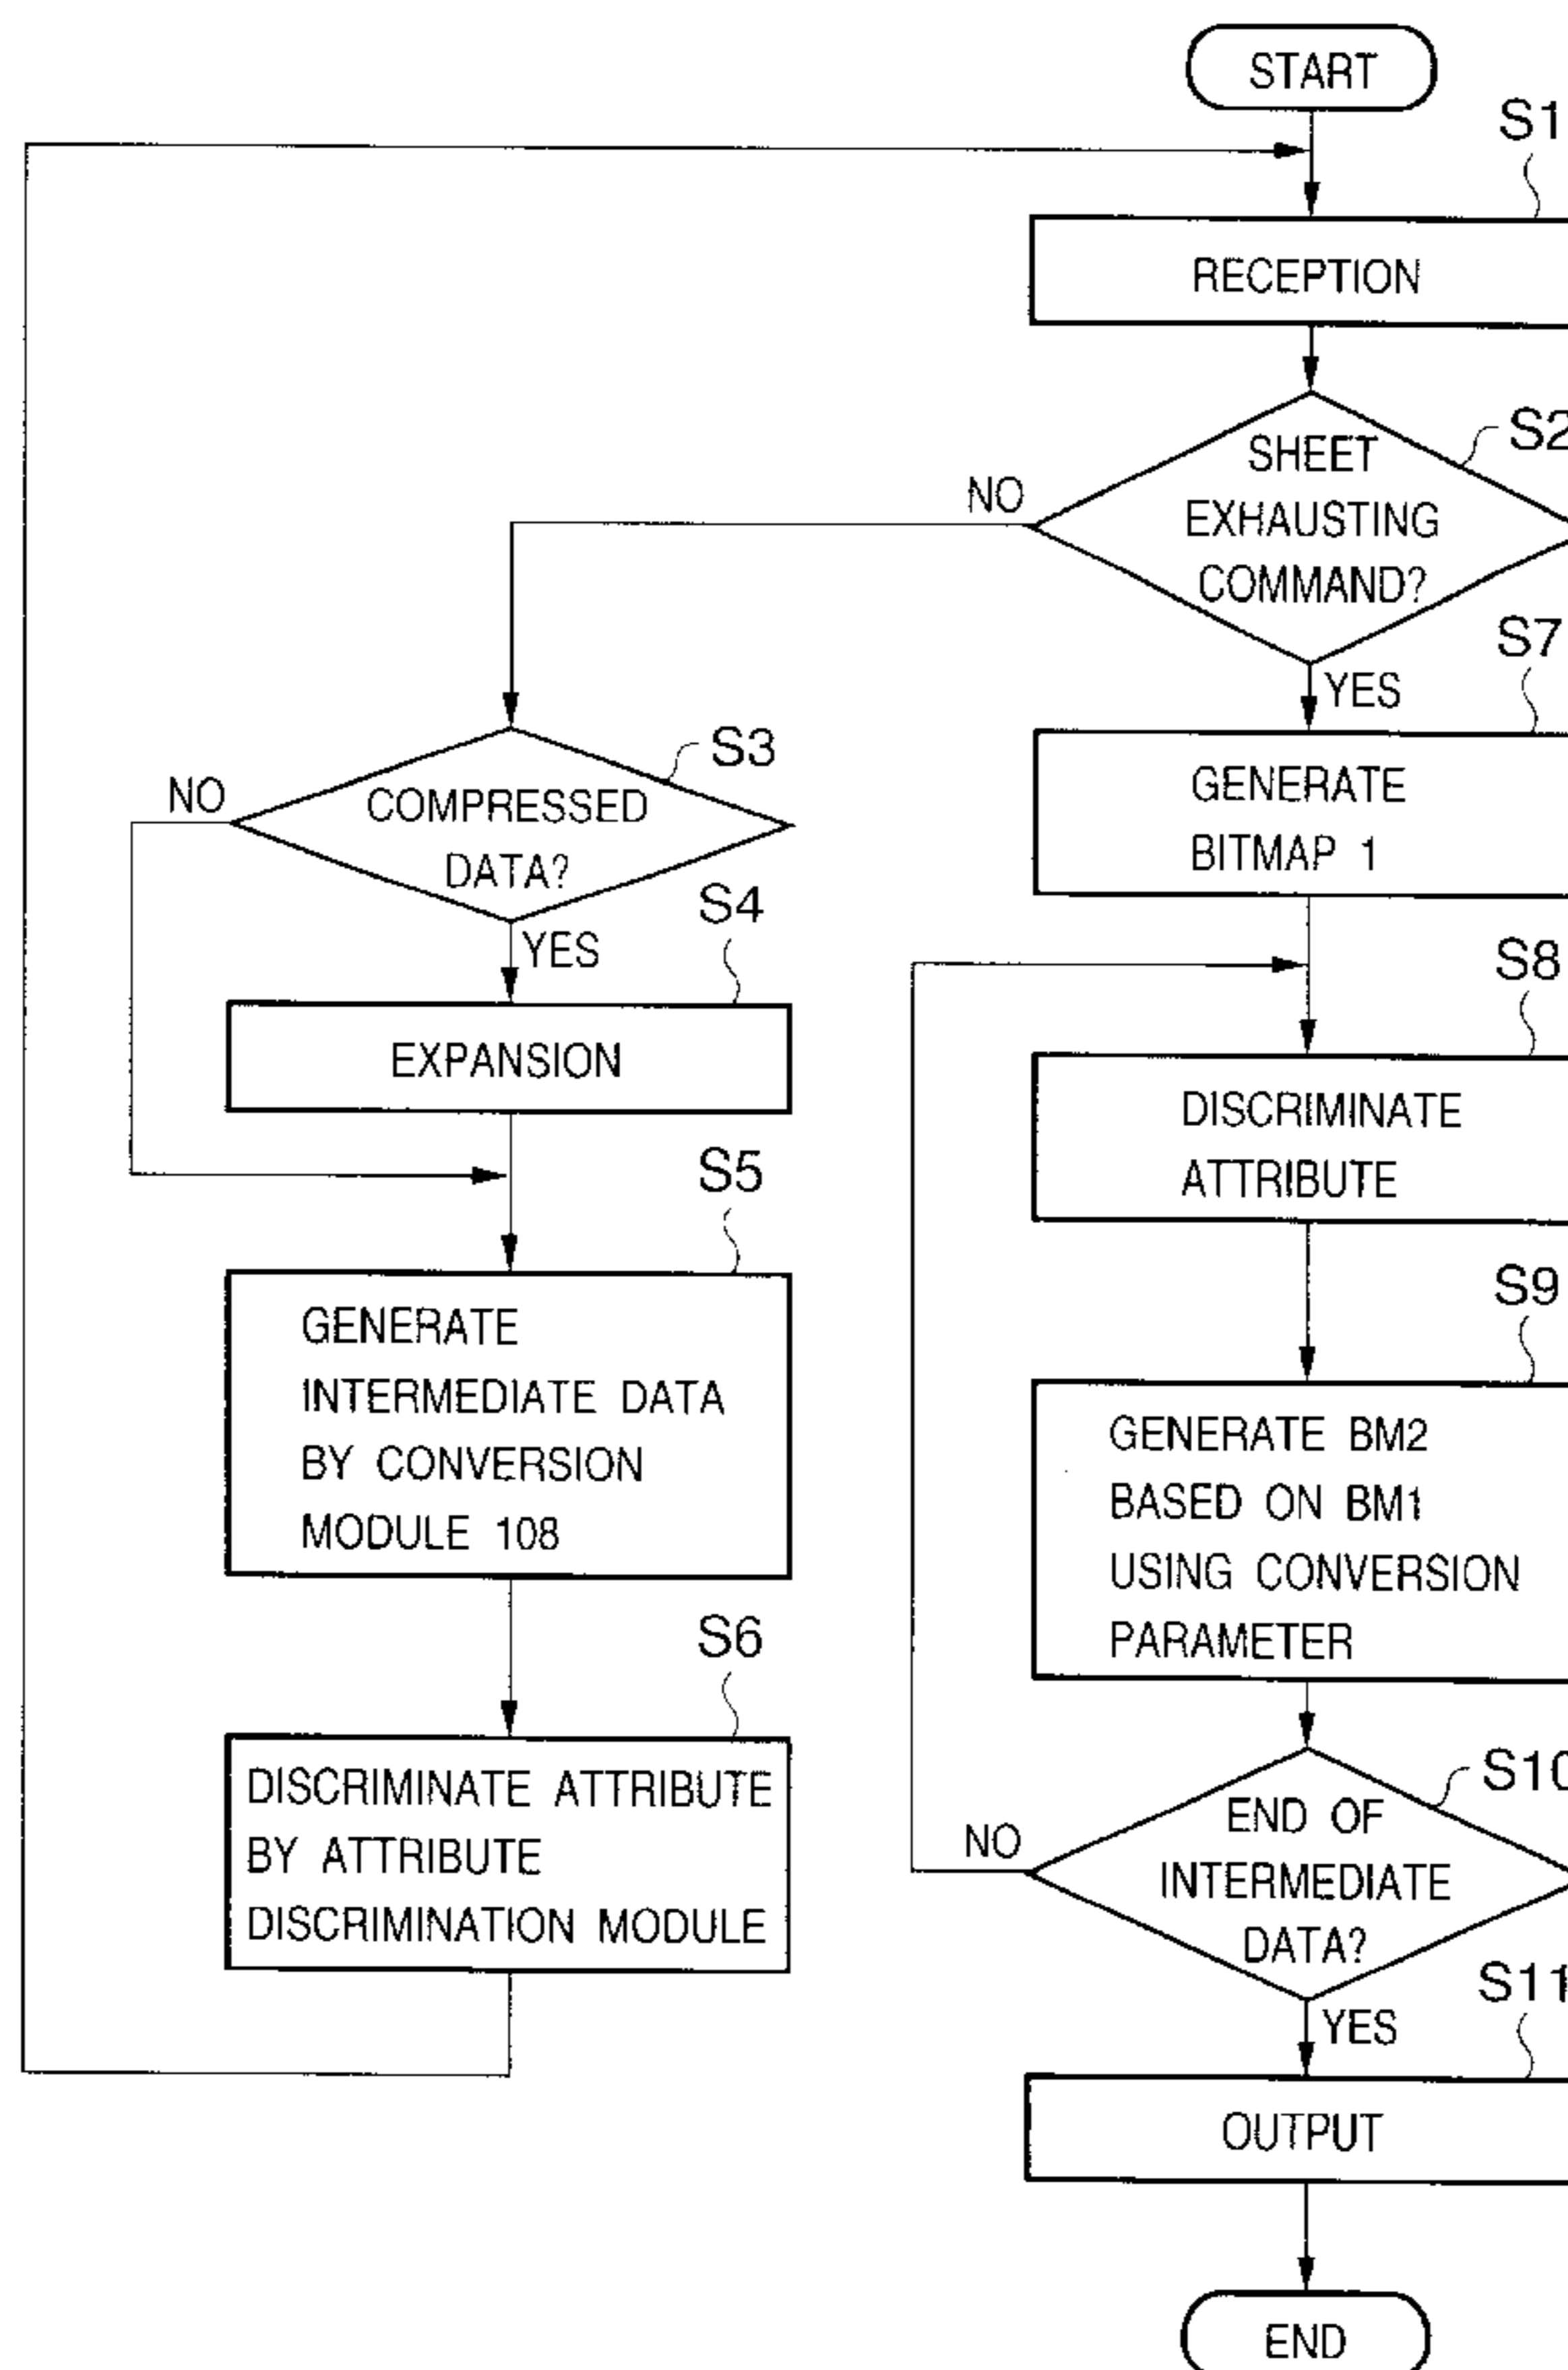 START
S1
RECEPTION
S2
SHEET
EXHAUSTING
COMMAND?
NO
YES
S3
COMPRESSED
DATA?
NO
YES
S4
EXPANSION
S5
GENERATE
INTERMEDIATE DATA
BY CONVERSION
MODULE 108
S6
DISCRIMINATE ATTRIBUTE
BY ATTRIBUTE
DISCRIMINATION MODULE
S7
GENERATE
BITMAP 1
S8
DISCRIMINATE
ATTRIBUTE
S9
GENERATE BM2
BASED ON BM1
USING CONVERSION
PARAMETER
S10
END OF
INTERMEDIATE
DATA?
NO
YES
S11
OUTPUT
END